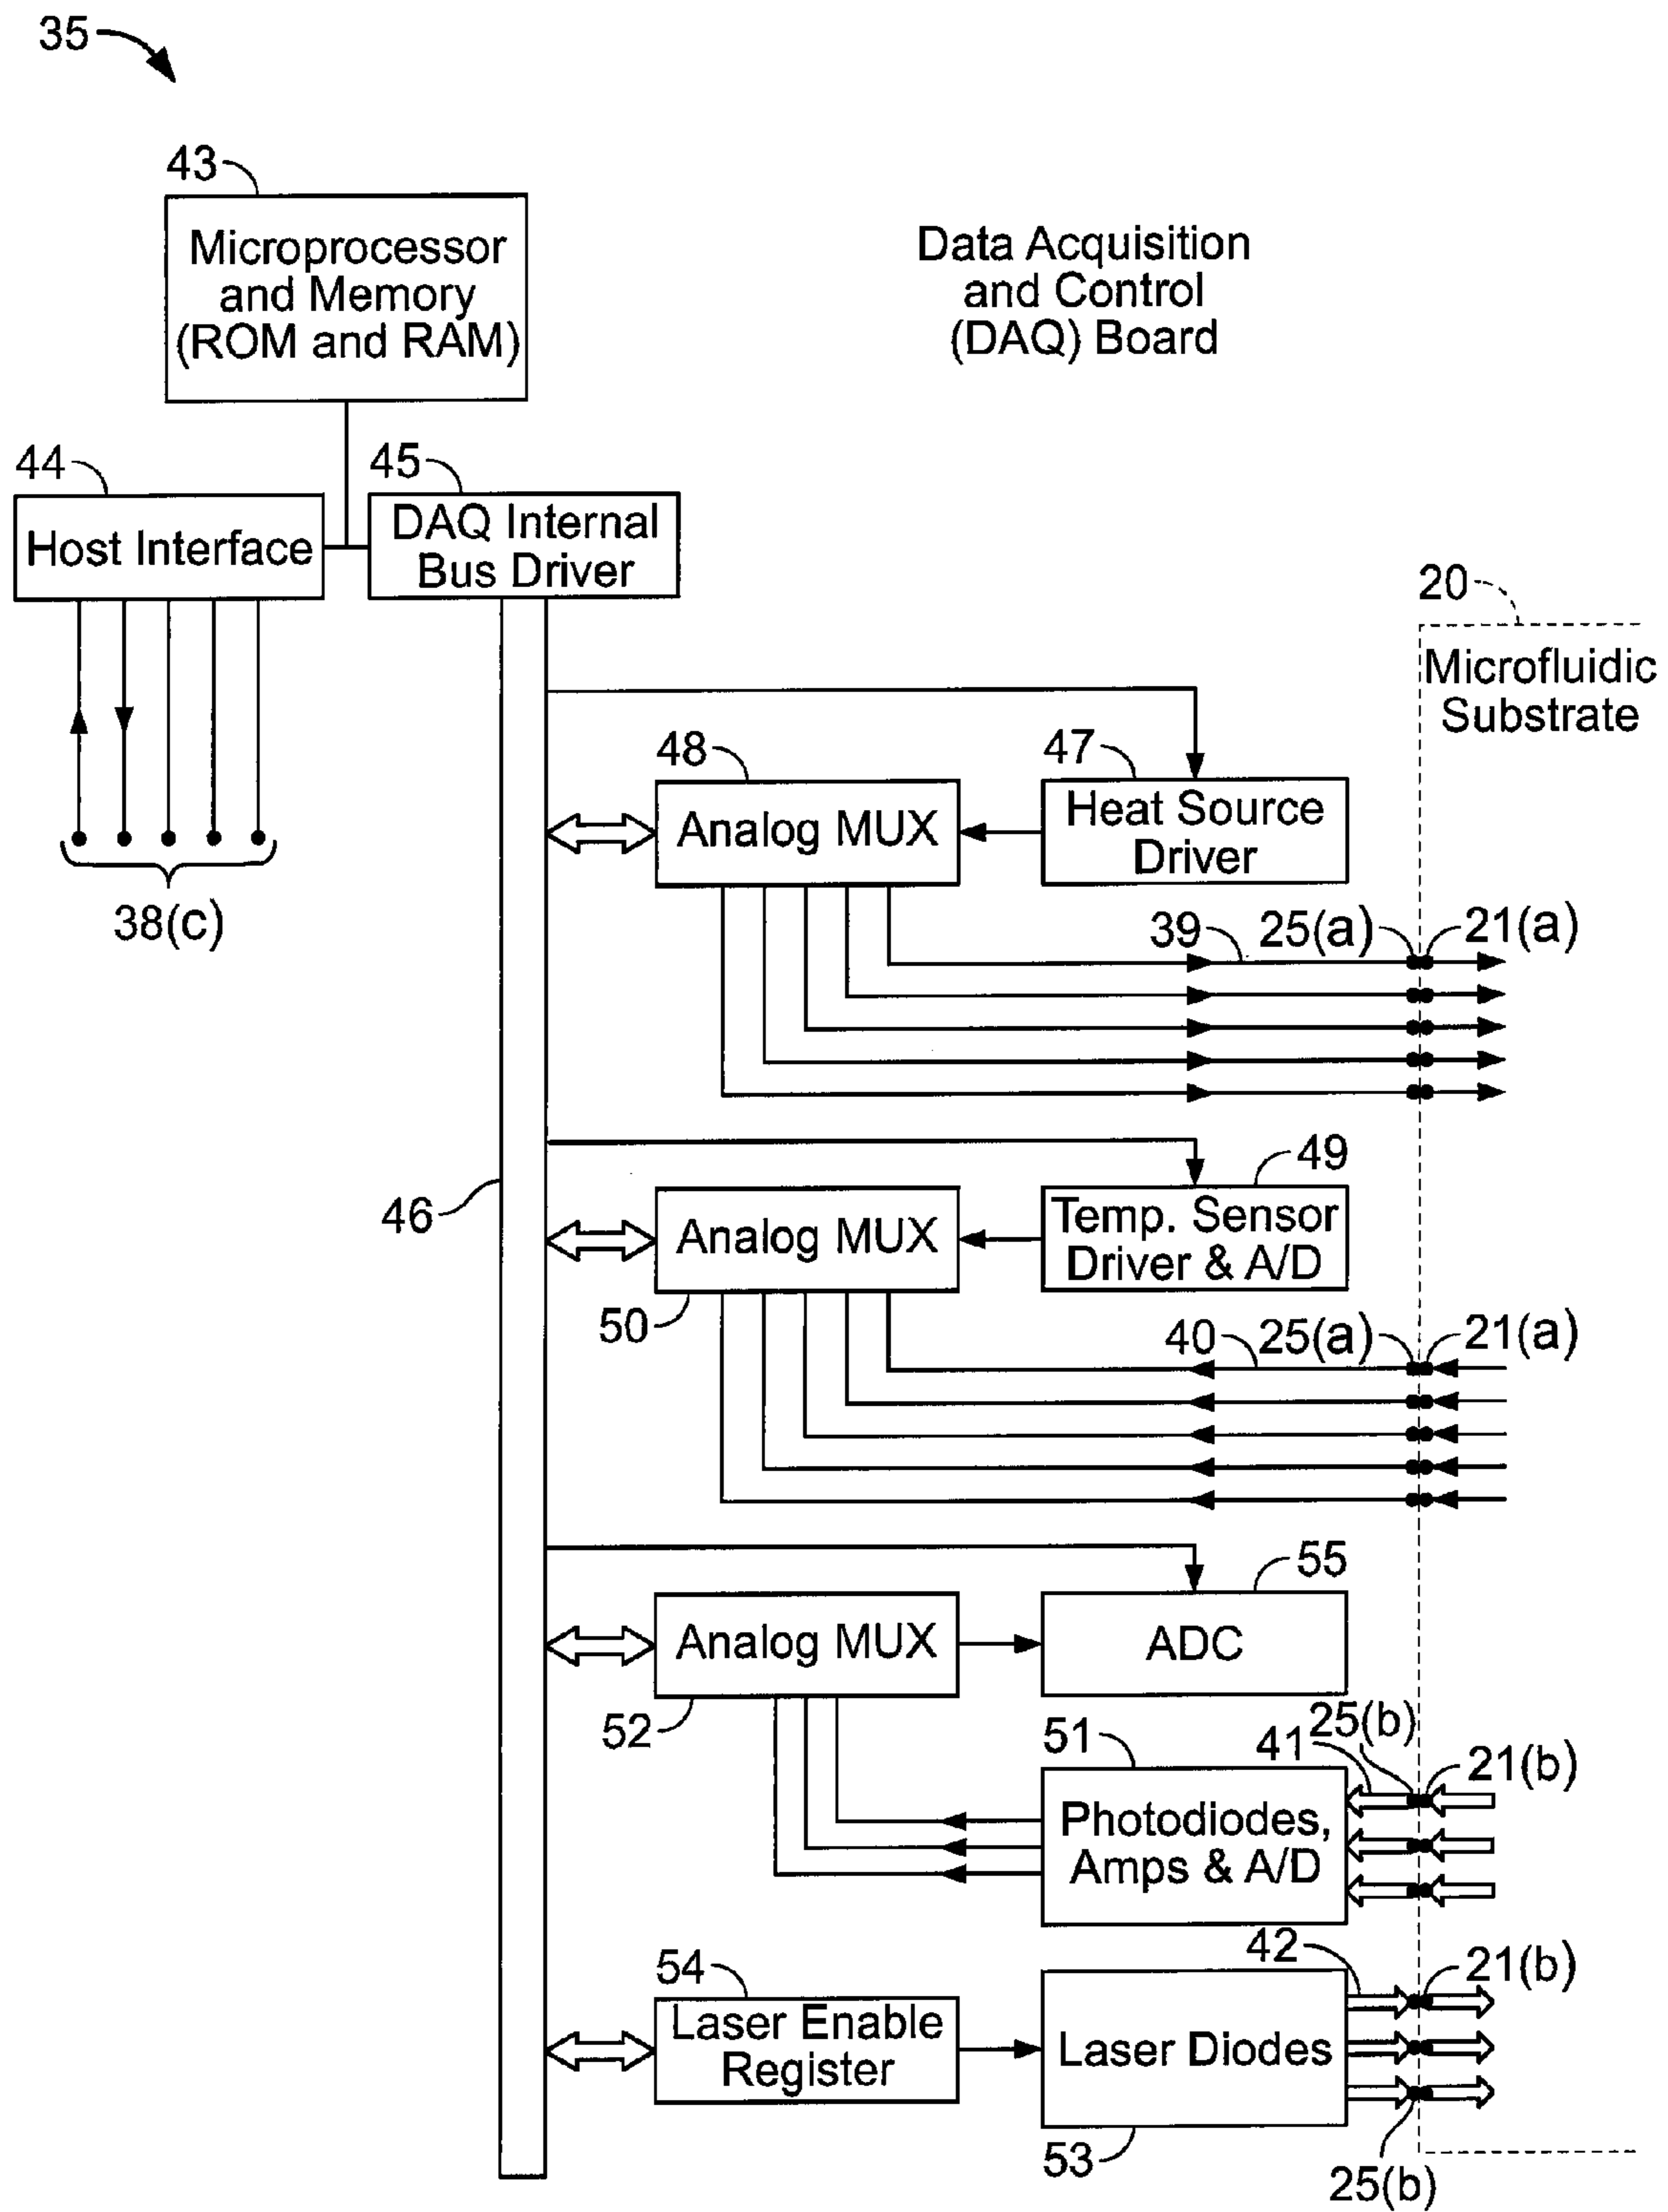 35
43
Microprocessor
and Memory
(ROM and RAM)
Data Acquisition
and Control
(DAQ) Board
44
Host Interface
45
DAQ Internal
Bus Driver
38(c)
20
Microfluidic
Substrate
48
Analog MUX
47
Heat Source
Driver
39
25(a)
21(a)
46
Analog MUX
50
49
Temp. Sensor
Driver & A/D
40
25(a)
21(a)
Analog MUX
52
55
ADC
51
Photodiodes,
Amps & A/D
41
25(b)
21(b)
54
Laser Enable
Register
Laser Diodes
53
42
21(b)
25(b)